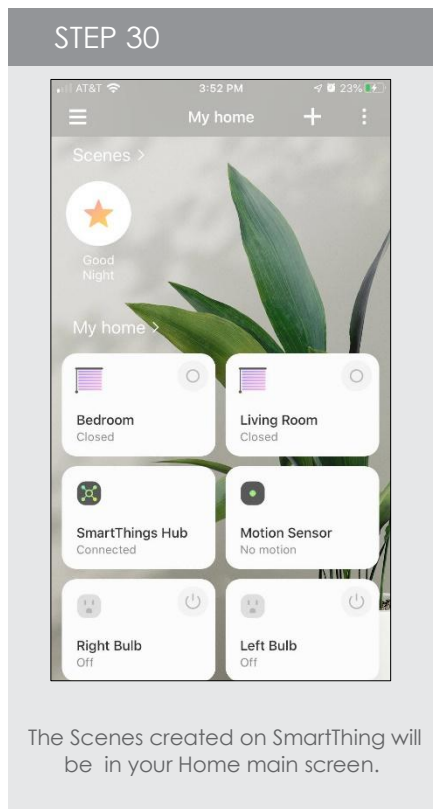 STEP 30
AT&T 3:52 PM 23%
My home
Scenes >
Good
Night
My home >
Bedroom
Closed
Living Room
Closed
SmartThings Hub
Connected
Motion Sensor
No motion
Right Bulb
Off
Left Bulb
Off
The Scenes created on SmartThing will
be in your Home main screen.